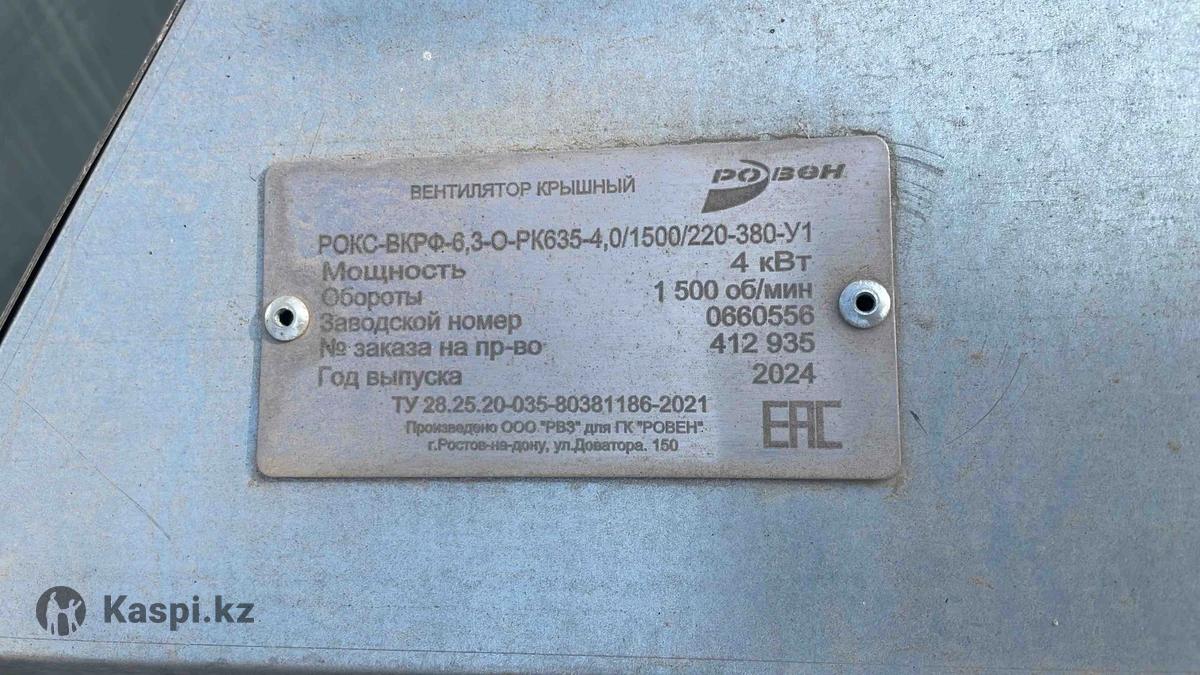 ВЕНТИЛЯТОР КРЫШНЫЙ
РОВЕН
РОКС-ВКРФ-6,3-О-РК635-4,0/1500/220-380-У1
Мощность 4 кВт
Обороты 1 500 об/мин
Заводской номер 0660556
№ заказа на пр-во 412 935
Год выпуска 2024
ТУ 28.25.20-035-80381186-2021
Произведено ООО "РВЗ" для ГК "РОВЕН".
г.Ростов-на-дону, ул.Доватора. 150
ЕАС
Kaspi.kz